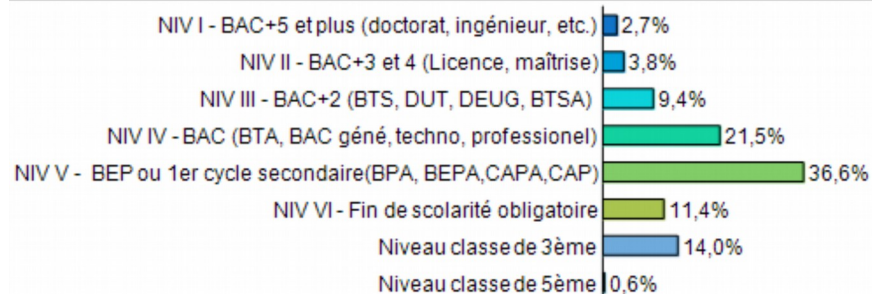 NIV I - BAC+5 et plus (doctorat, ingénieur, etc.) 2,7%
NIV II - BAC+3 et 4 (Licence, maîtrise) 3,8%
NIV III - BAC+2 (BTS, DUT, DEUG, BTSA) 9,4%
NIV IV - BAC (BTA, BAC géné, techno, professionel) 21,5%
NIV V - BEP ou 1er cycle secondaire(BPA, BEPA,CAPA,CAP) 36,6%
NIV VI - Fin de scolarité obligatoire 11,4%
Niveau classe de 3ème 14,0%
Niveau classe de 5ème 0,6%